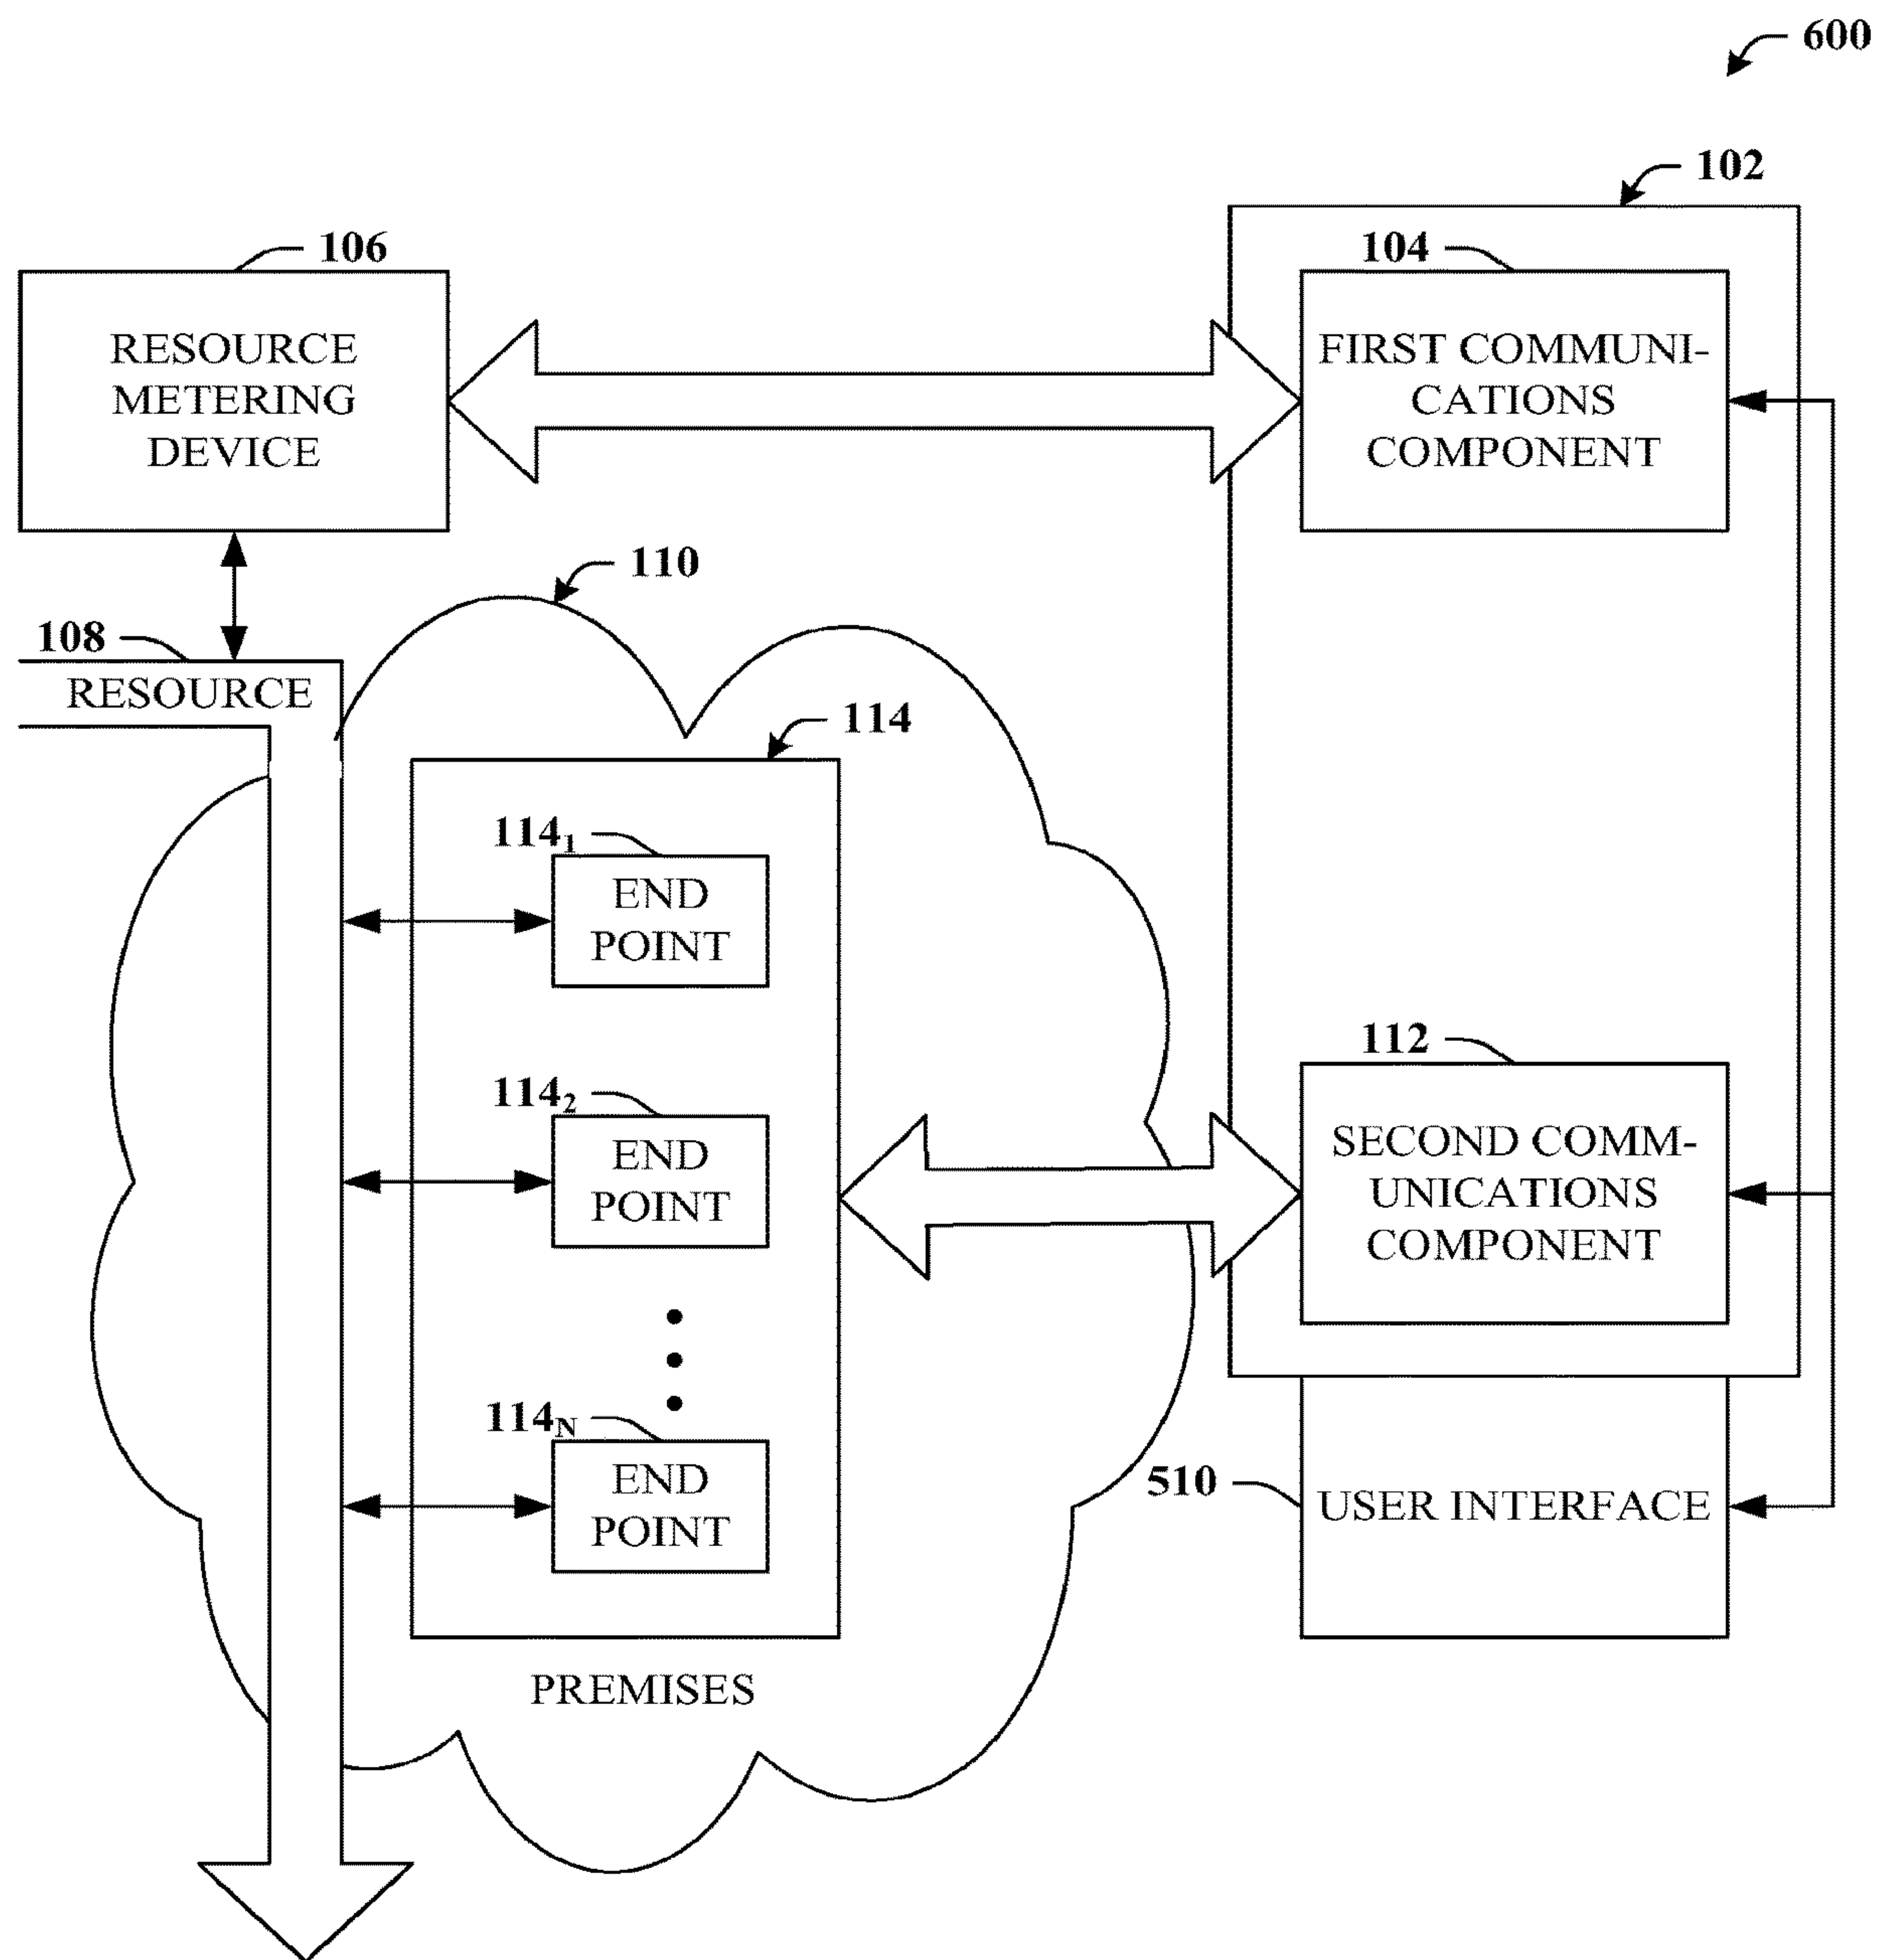 600
102
106
104
RESOURCE
METERING
DEVICE
FIRST COMMUNI-
CATIONS
COMPONENT
110
108
RESOURCE
114
114₁
END
POINT
112
114₂
END
POINT
SECOND COMM-
UNICATIONS
COMPONENT
114N
END
POINT
510
USER INTERFACE
PREMISES